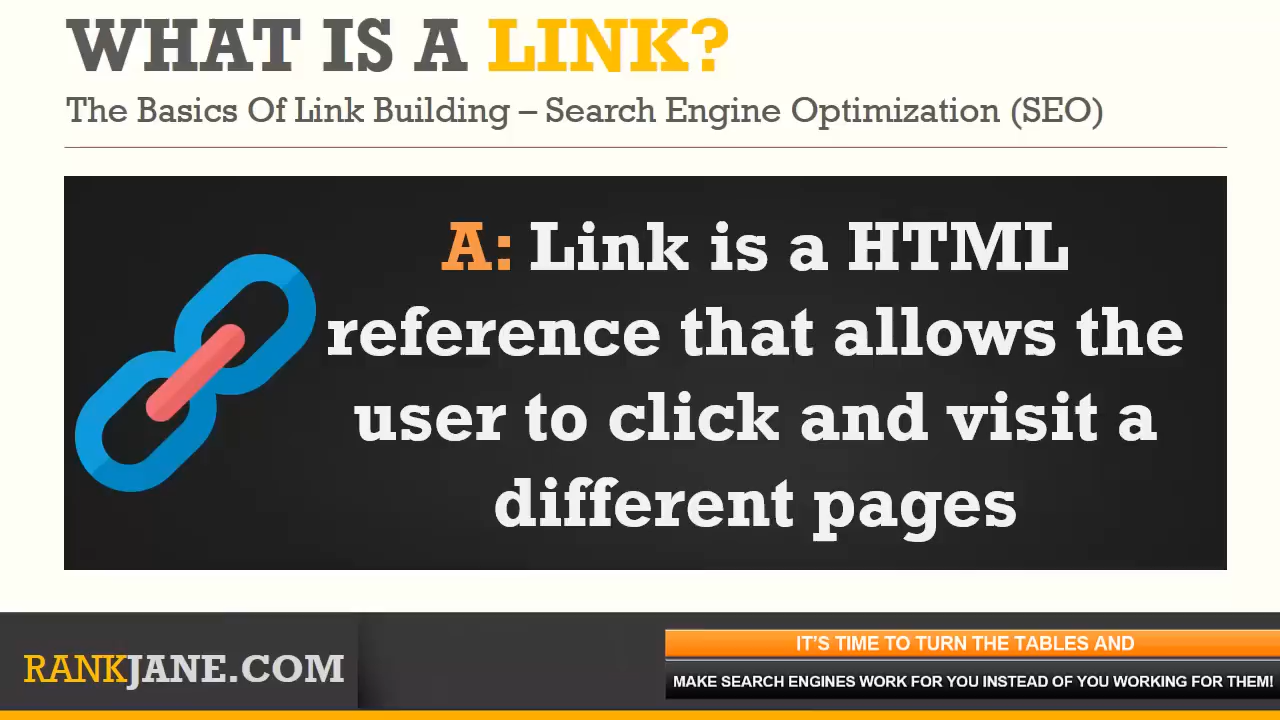 WHAT IS A LINK?
The Basics Of Link Building – Search Engine Optimization (SEO)
A: Link is a HTML
reference that allows the
user to click and visit a
different pages
RANKJANE.COM
IT'S TIME TO TURN THE TABLES AND
MAKE SEARCH ENGINES WORK FOR YOU INSTEAD OF YOU WORKING FOR THEM!